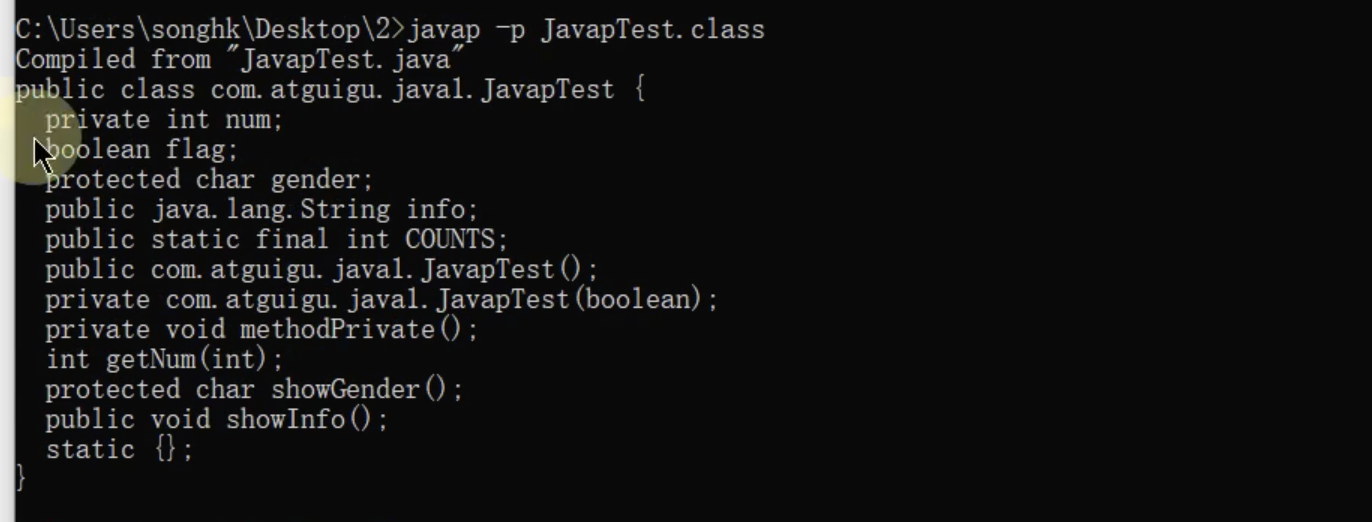 C:\Users\songhk\Desktop\2>javap -p JavapTest.class
Compiled from "JavapTest.java"
public class com.atguigu.java1.JavapTest {
  private int num;
  boolean flag;
  protected char gender;
  public java.lang.String info;
  public static final int COUNTS;
  public com.atguigu.java1.JavapTest();
  private com.atguigu.java1.JavapTest(boolean);
  private void methodPrivate();
  int getNum(int);
  protected char showGender();
  public void showInfo();
  static {};
}